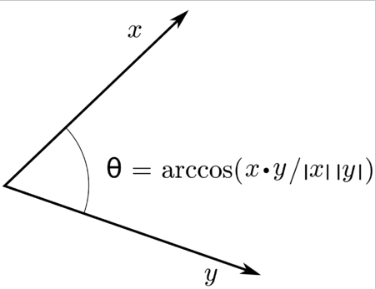 x
θ = arccos(x•y/|x| |y|)
y